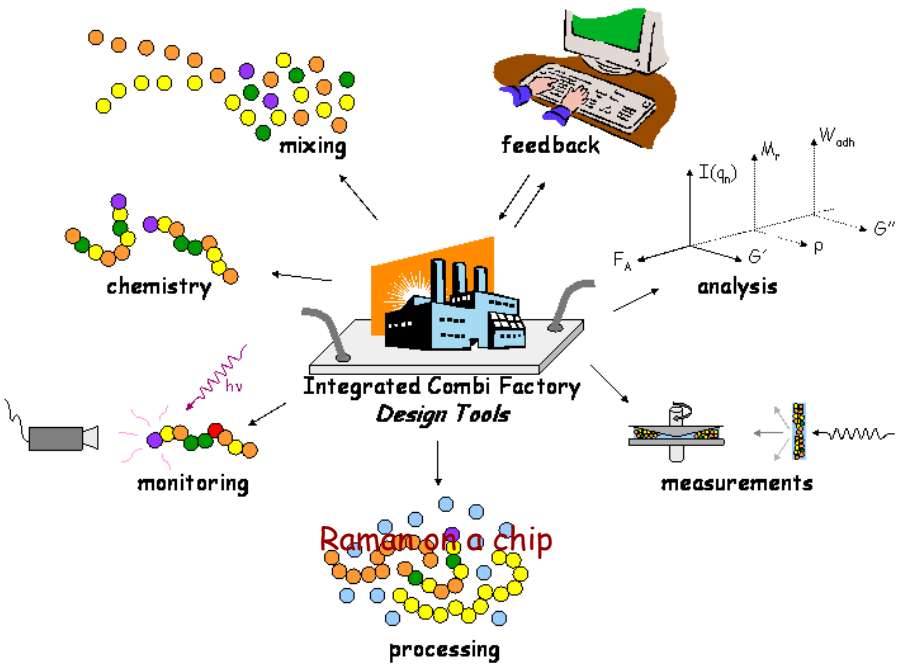 mixing
feedback
I(qn)
Mr
Wadh
FA
G′
ρ
G″
chemistry
analysis
Integrated Combi Factory
Design Tools
hν
monitoring
measurements
Raman on a chip
processing